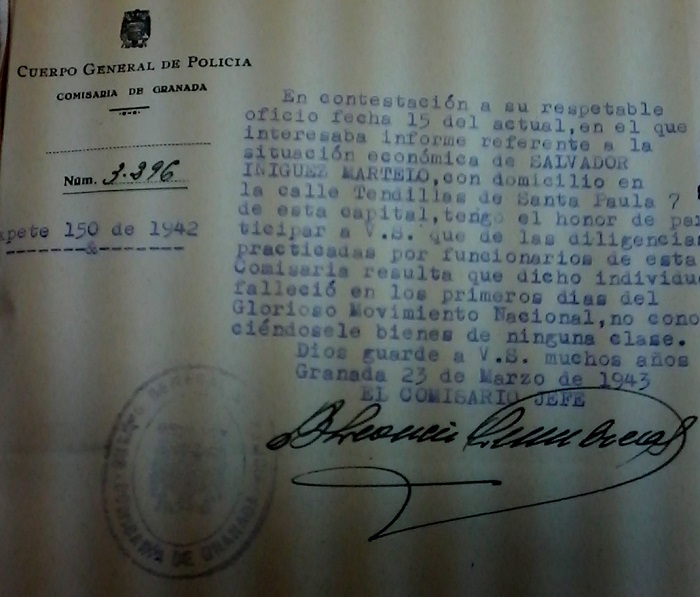 CUERPO GENERAL DE POLICIA
COMISARIA DE GRANADA
Núm. 3.396
pete 150 de 1942
En contestación a su respetable
oficio fecha 15 del actual,en el que
interesaba informe referente a la
situación económica de SALVADOR
IÑIGUEZ MARTELO,con domicilio en
la calle Tendillas de Santa Paula 7
de esta capital,tengo el honor de par
ticipar a V.S. que de las diligencias
practicadas por funcionarios de esta
Comisaria resulta que dicho individuo
falleció en los primeros dias del
Glorioso Movimiento Nacional,no cono
ciéndosele bienes de ninguna clase.
Dios guarde a V.S. muchos años
Granada 23 de Marzo de 1943
EL COMISARIO JEFE
COMISARIA DE GRANADA